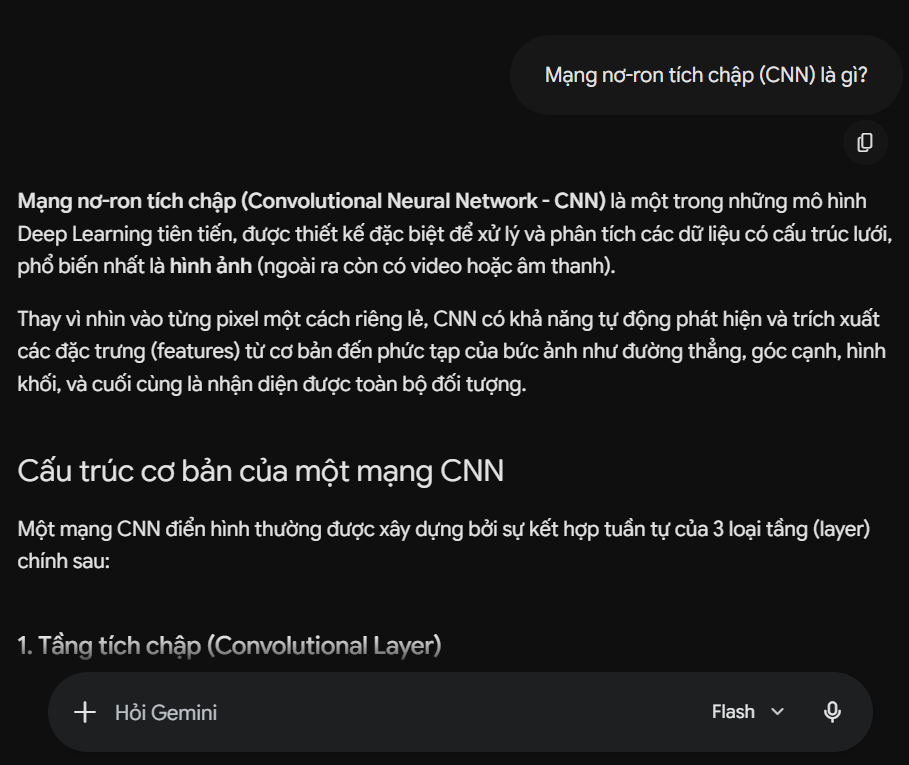 Mạng nơ-ron tích chập (CNN) là gì?
Mạng nơ-ron tích chập (Convolutional Neural Network - CNN) là một trong những mô hình
Deep Learning tiên tiến, được thiết kế đặc biệt để xử lý và phân tích các dữ liệu có cấu trúc lưới,
phổ biến nhất là hình ảnh (ngoài ra còn có video hoặc âm thanh).
Thay vì nhìn vào từng pixel một cách riêng lẻ, CNN có khả năng tự động phát hiện và trích xuất
các đặc trưng (features) từ cơ bản đến phức tạp của bức ảnh như đường thẳng, góc cạnh, hình
khối, và cuối cùng là nhận diện được toàn bộ đối tượng.
Cấu trúc cơ bản của một mạng CNN
Một mạng CNN điển hình thường được xây dựng bởi sự kết hợp tuần tự của 3 loại tầng (layer)
chính sau:
1. Tầng tích chập (Convolutional Layer)
Hỏi Gemini
Flash